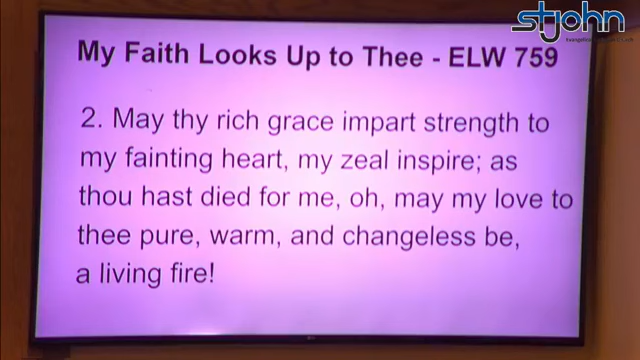 stjohn
My Faith Looks Up to Thee - ELW 759
2. May thy rich grace impart strength to
my fainting heart, my zeal inspire; as
thou hast died for me, oh, may my love to
thee pure, warm, and changeless be,
a living fire!